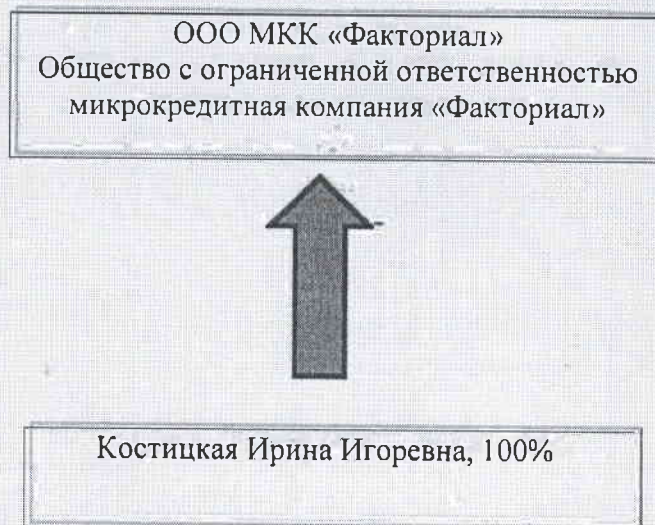 ООО МКК «Факториал»
Общество с ограниченной ответственностью
микрокредитная компания «Факториал»
Костицкая Ирина Игоревна, 100%